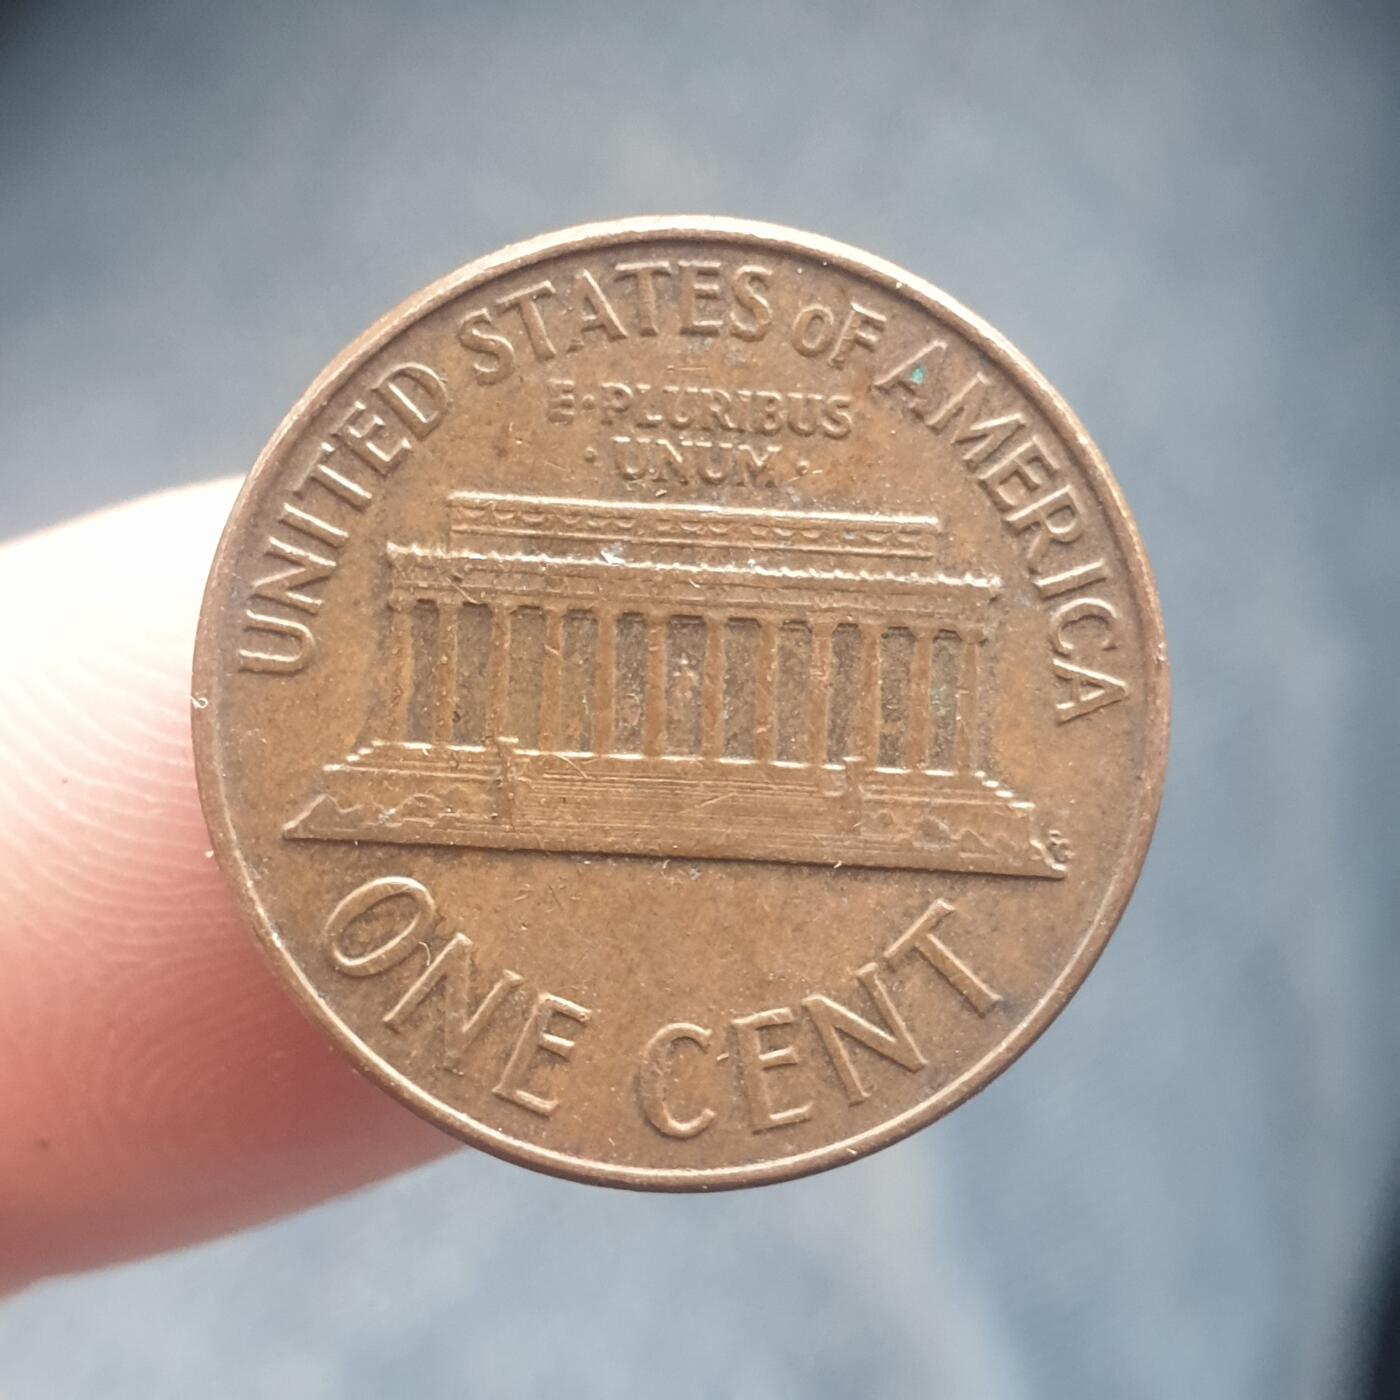 UNITED STATES OF AMERICA
E·PLURIBUS
·UNUM·
ONE CENT